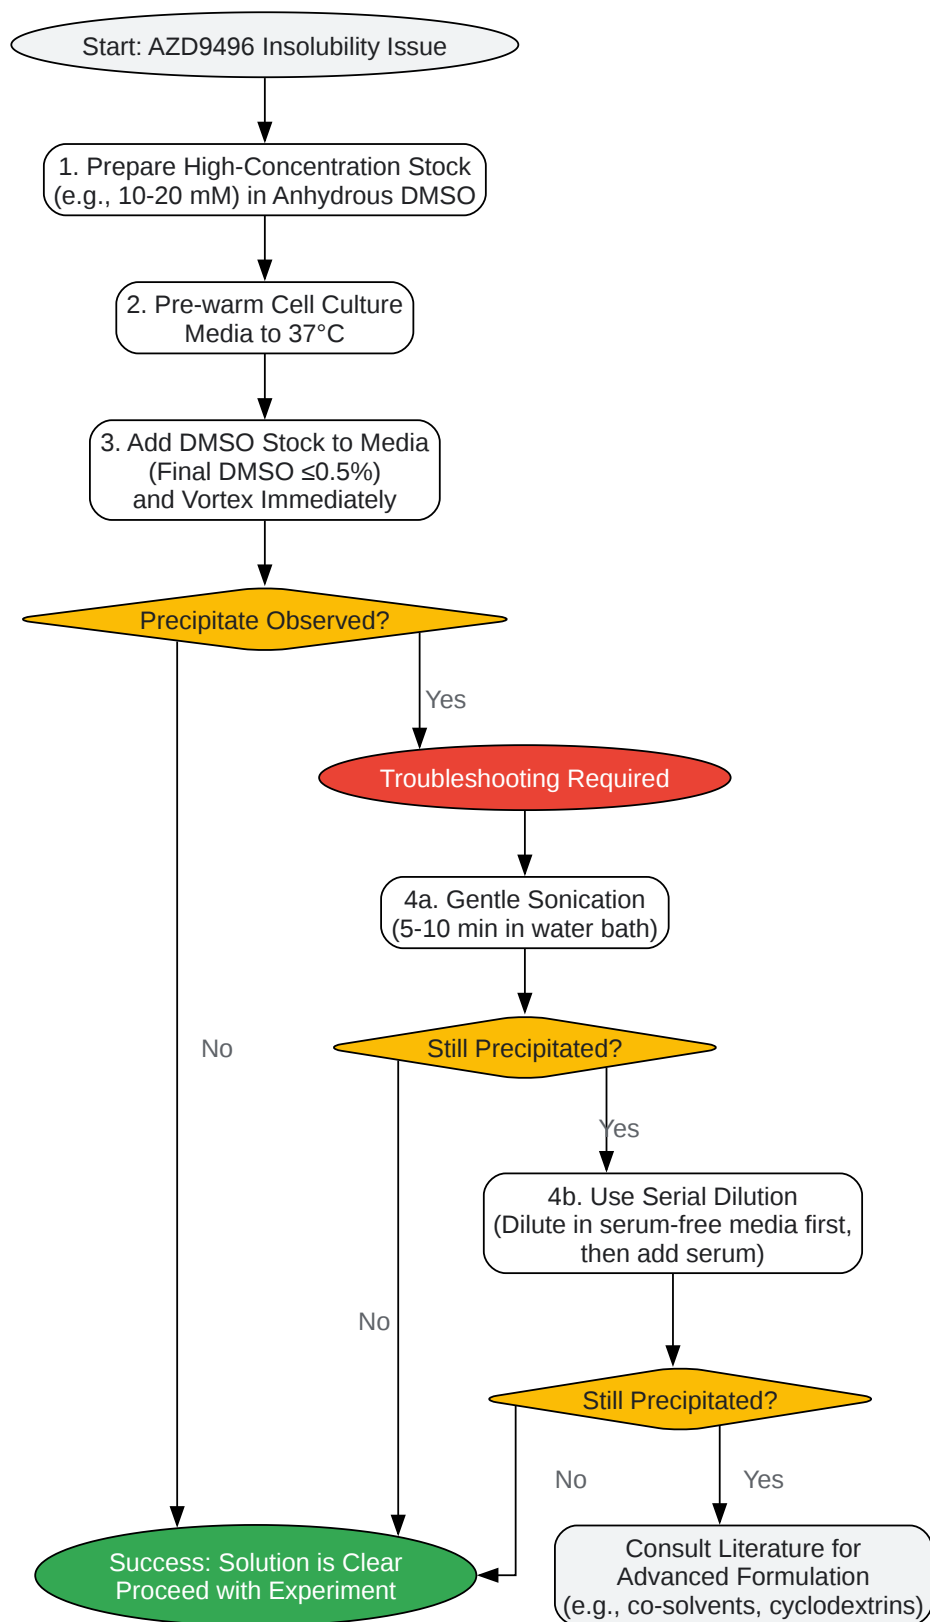 Start: AZD9496 Insolubility Issue
1. Prepare High-Concentration Stock
(e.g., 10-20 mM) in Anhydrous DMSO
2. Pre-warm Cell Culture
Media to 37°C
3. Add DMSO Stock to Media
(Final DMSO ≤0.5%)
and Vortex Immediately
Precipitate Observed?
Yes
Troubleshooting Required
4a. Gentle Sonication
(5-10 min in water bath)
No
Still Precipitated?
Yes
4b. Use Serial Dilution
(Dilute in serum-free media first,
then add serum)
No
Still Precipitated?
No
Yes
Success: Solution is Clear
Proceed with Experiment
Consult Literature for
Advanced Formulation
(e.g., co-solvents, cyclodextrins)